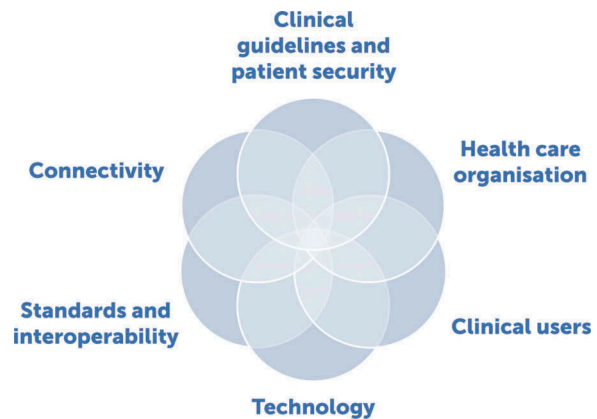 Clinical
guidelines and
patient security
Connectivity
Health care
organisation
Standards and
interoperability
Clinical users
Technology